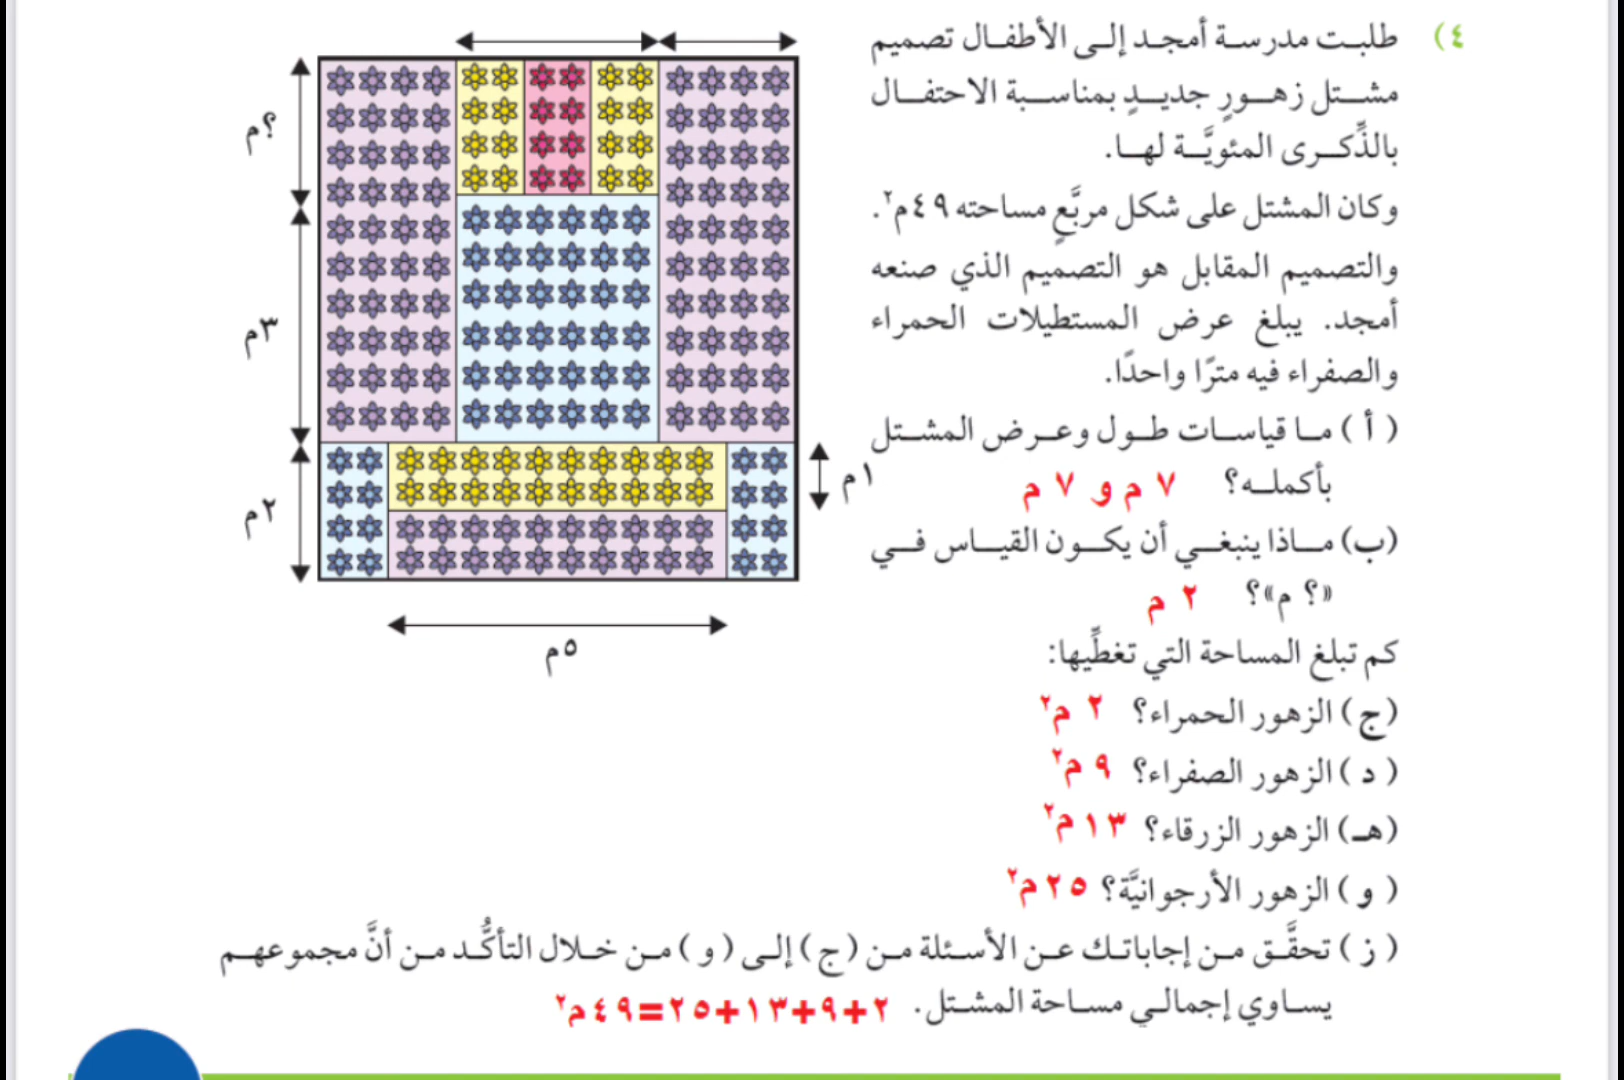 ٤) طلبت مدرسة أمجد إلى الأطفال تصميم
مشتل زهورٍ جديدٍ بمناسبة الاحتفال
بالذِّكرى المئويَّة لها.
وكان المشتل على شكل مربَّعٍ مساحته ٤٩م٢.
والتصميم المقابل هو التصميم الذي صنعه
أمجد. يبلغ عرض المستطيلات الحمراء
والصفراء فيه مترًا واحدًا.
(أ) ما قياسات طول وعرض المشتل
بأكمله؟ ٧ م و ٧ م
(ب) ماذا ينبغي أن يكون القياس في
«؟ م»؟ ٢ م
كم تبلغ المساحة التي تغطِّيها:
(ج) الزهور الحمراء؟ ٢ م٢
(د) الزهور الصفراء؟ ٩ م٢
(هـ) الزهور الزرقاء؟ ١٣ م٢
(و) الزهور الأرجوانيَّة؟ ٢٥ م٢
(ز) تحقَّق من إجاباتك عن الأسئلة من (ج) إلى (و) من خلال التأكُّد من أنَّ مجموعهم
يساوي إجمالي مساحة المشتل. ٢+٩+١٣+٢٥=٤٩م٢
؟م
٣م
٢م
١م
٥م